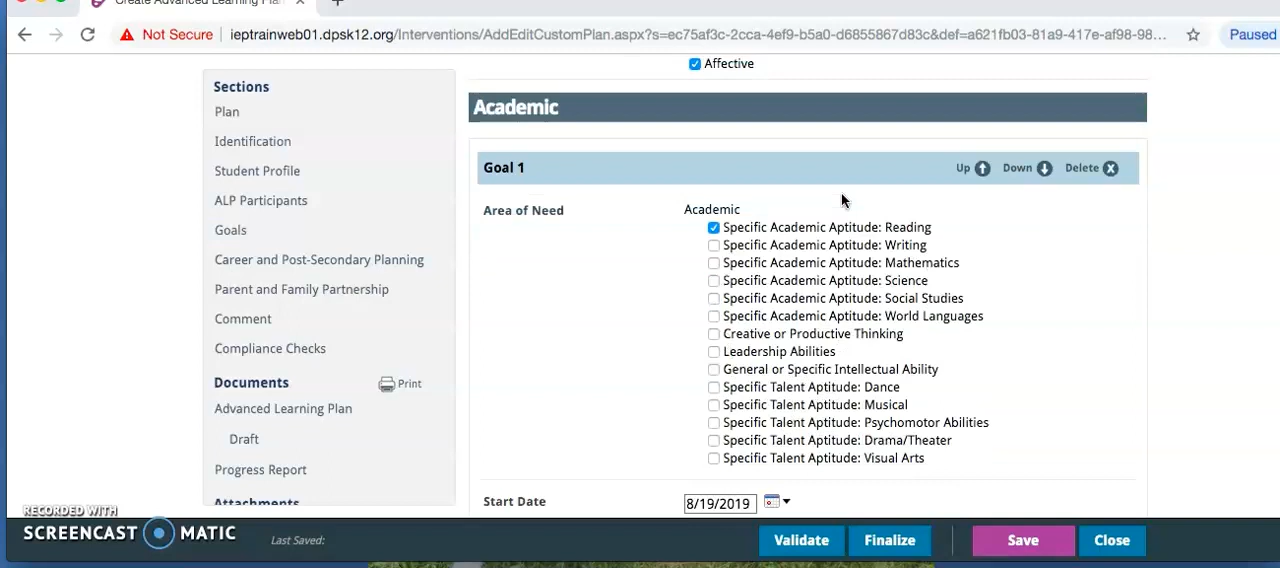 Create Advanced Learning Pla
Not Secure
ieptrainweb01.dpsk12.org/Interventions/AddEditCustomPlan.aspx?s=ec75af3c-2cca-4ef9-b5a0-d6855867d83c&def=a621fb03-81a9-417e-af98-98...
Paused
Affective
Sections
Plan
Identification
Student Profile
ALP Participants
Goals
Career and Post-Secondary Planning
Parent and Family Partnership
Comment
Compliance Checks
Documents
Print
Advanced Learning Plan
Draft
Progress Report
Attachments
Academic
Goal 1
Up
Down
Delete
Area of Need
Academic
Specific Academic Aptitude: Reading
Specific Academic Aptitude: Writing
Specific Academic Aptitude: Mathematics
Specific Academic Aptitude: Science
Specific Academic Aptitude: Social Studies
Specific Academic Aptitude: World Languages
Creative or Productive Thinking
Leadership Abilities
General or Specific Intellectual Ability
Specific Talent Aptitude: Dance
Specific Talent Aptitude: Musical
Specific Talent Aptitude: Psychomotor Abilities
Specific Talent Aptitude: Drama/Theater
Specific Talent Aptitude: Visual Arts
Start Date
8/19/2019
RECORDED WITH
SCREENCAST MATIC
Last Saved:
Validate
Finalize
Save
Close